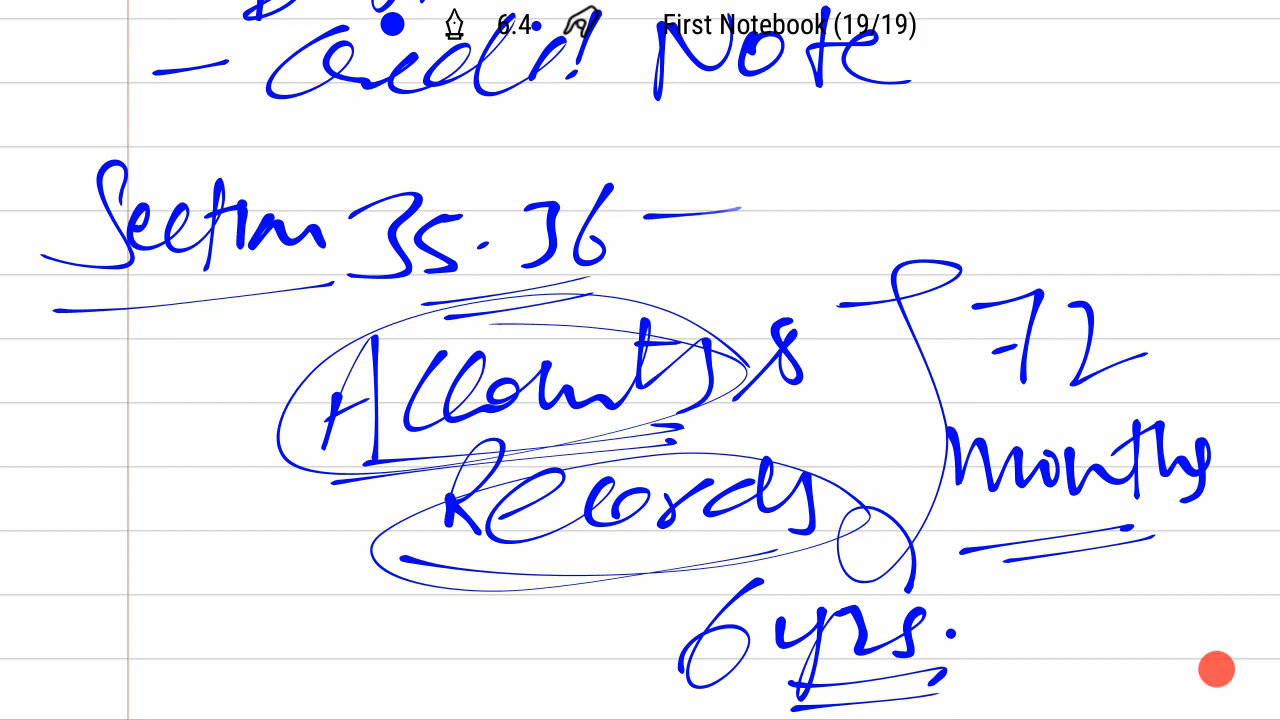 6.4
First Notebook (19/19)
- Credit Note
Section 35-36 -
Accounts & 72
months
Records
6 yrs.